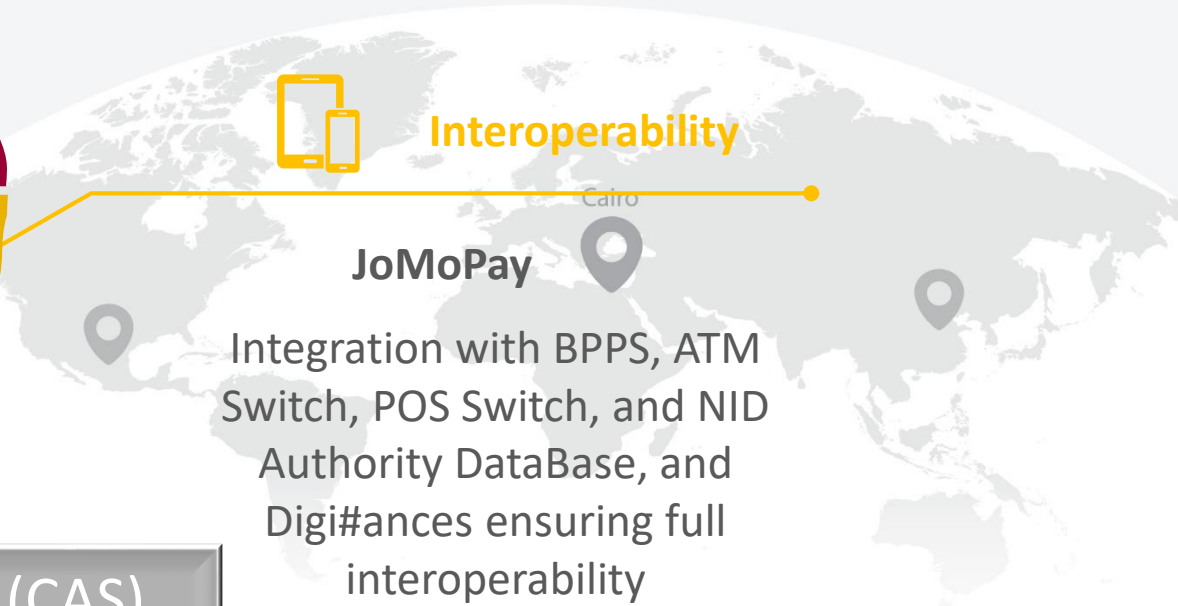 Interoperability
Cairo
JoMoPay
Integration with BPPS, ATM
Switch, POS Switch, and NID
Authority DataBase, and
Digi#ances ensuring full
interoperability
(CAS)